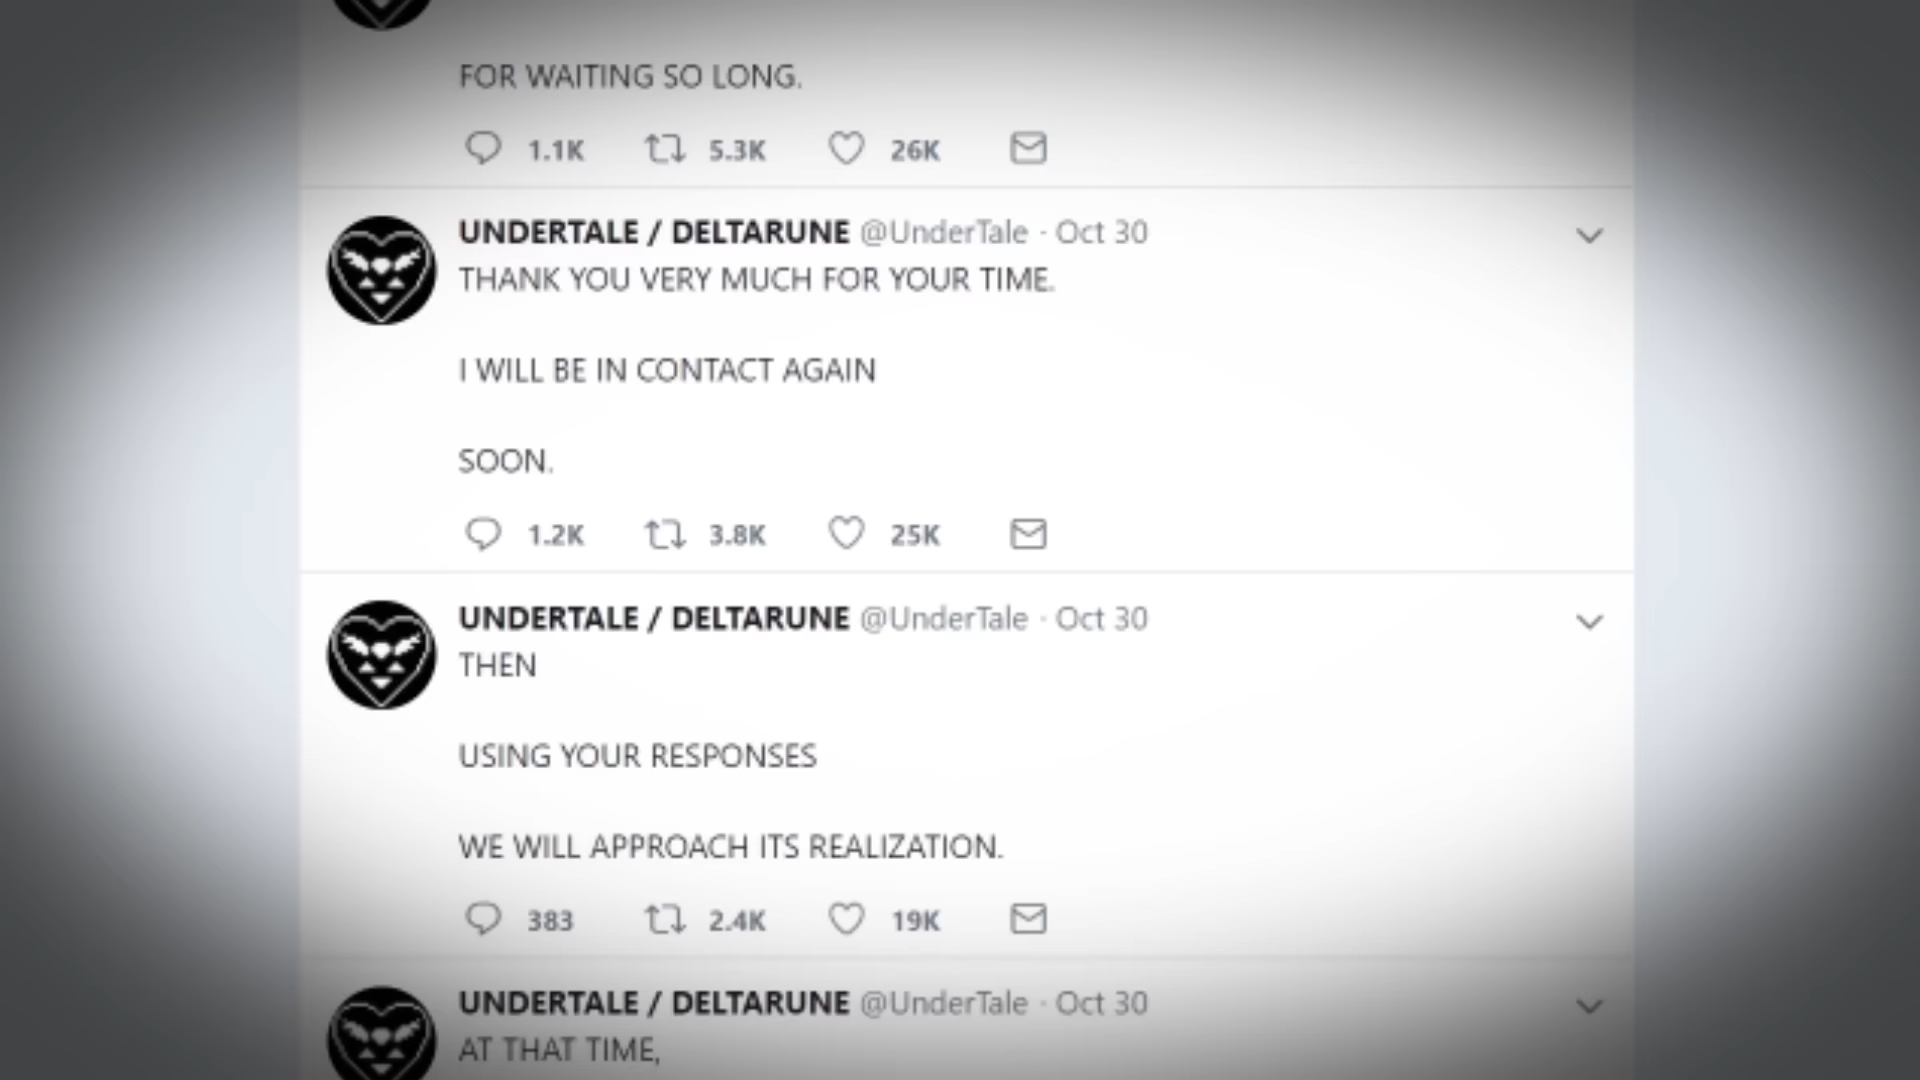 FOR WAITING SO LONG.
1.1K 5.3K 26K
UNDERTALE / DELTARUNE @UnderTale · Oct 30
THANK YOU VERY MUCH FOR YOUR TIME.
I WILL BE IN CONTACT AGAIN
SOON.
1.2K 3.8K 25K
UNDERTALE / DELTARUNE @UnderTale · Oct 30
THEN
USING YOUR RESPONSES
WE WILL APPROACH ITS REALIZATION.
383 2.4K 19K
UNDERTALE / DELTARUNE @UnderTale · Oct 30
AT THAT TIME,